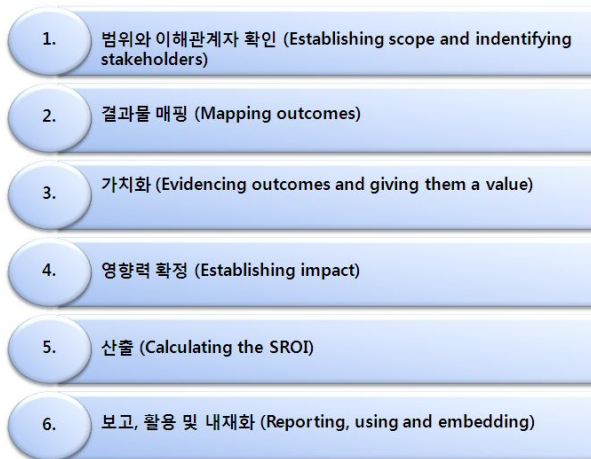 1. 범위와 이해관계자 확인 (Establishing scope and indentifying
stakeholders)
2. 결과물 매핑 (Mapping outcomes)
3. 가치화 (Evidencing outcomes and giving them a value)
4. 영향력 확정 (Establishing impact)
5. 산출 (Calculating the SROI)
6. 보고, 활용 및 내재화 (Reporting, using and embedding)